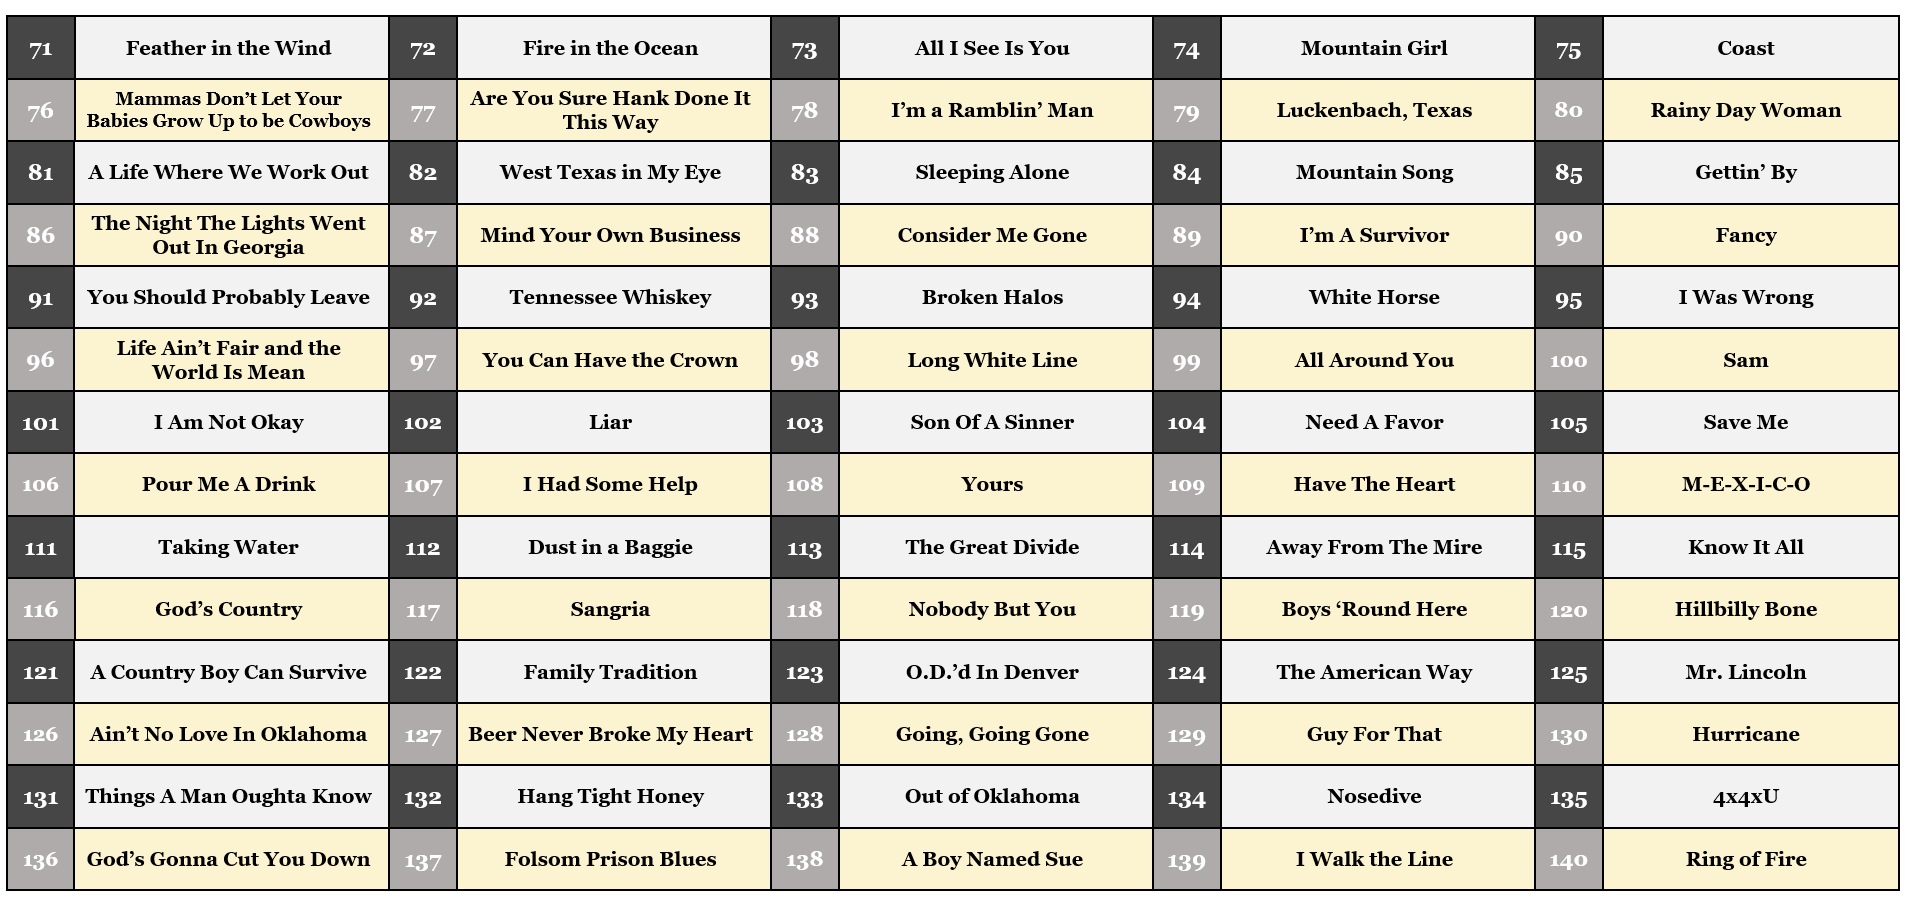 71 Feather in the Wind 72 Fire in the Ocean 73 All I See Is You 74 Mountain Girl 75 Coast
76 Mammas Don’t Let Your
Babies Grow Up to be Cowboys 77 Are You Sure Hank Done It
This Way 78 I’m a Ramblin’ Man 79 Luckenbach, Texas 80 Rainy Day Woman
81 A Life Where We Work Out 82 West Texas in My Eye 83 Sleeping Alone 84 Mountain Song 85 Gettin’ By
86 The Night The Lights Went
Out In Georgia 87 Mind Your Own Business 88 Consider Me Gone 89 I’m A Survivor 90 Fancy
91 You Should Probably Leave 92 Tennessee Whiskey 93 Broken Halos 94 White Horse 95 I Was Wrong
96 Life Ain’t Fair and the
World Is Mean 97 You Can Have the Crown 98 Long White Line 99 All Around You 100 Sam
101 I Am Not Okay 102 Liar 103 Son Of A Sinner 104 Need A Favor 105 Save Me
106 Pour Me A Drink 107 I Had Some Help 108 Yours 109 Have The Heart 110 M-E-X-I-C-O
111 Taking Water 112 Dust in a Baggie 113 The Great Divide 114 Away From The Mire 115 Know It All
116 God’s Country 117 Sangria 118 Nobody But You 119 Boys ‘Round Here 120 Hillbilly Bone
121 A Country Boy Can Survive 122 Family Tradition 123 O.D.’d In Denver 124 The American Way 125 Mr. Lincoln
126 Ain’t No Love In Oklahoma 127 Beer Never Broke My Heart 128 Going, Going Gone 129 Guy For That 130 Hurricane
131 Things A Man Oughta Know 132 Hang Tight Honey 133 Out of Oklahoma 134 Nosedive 135 4x4xU
136 God’s Gonna Cut You Down 137 Folsom Prison Blues 138 A Boy Named Sue 139 I Walk the Line 140 Ring of Fire